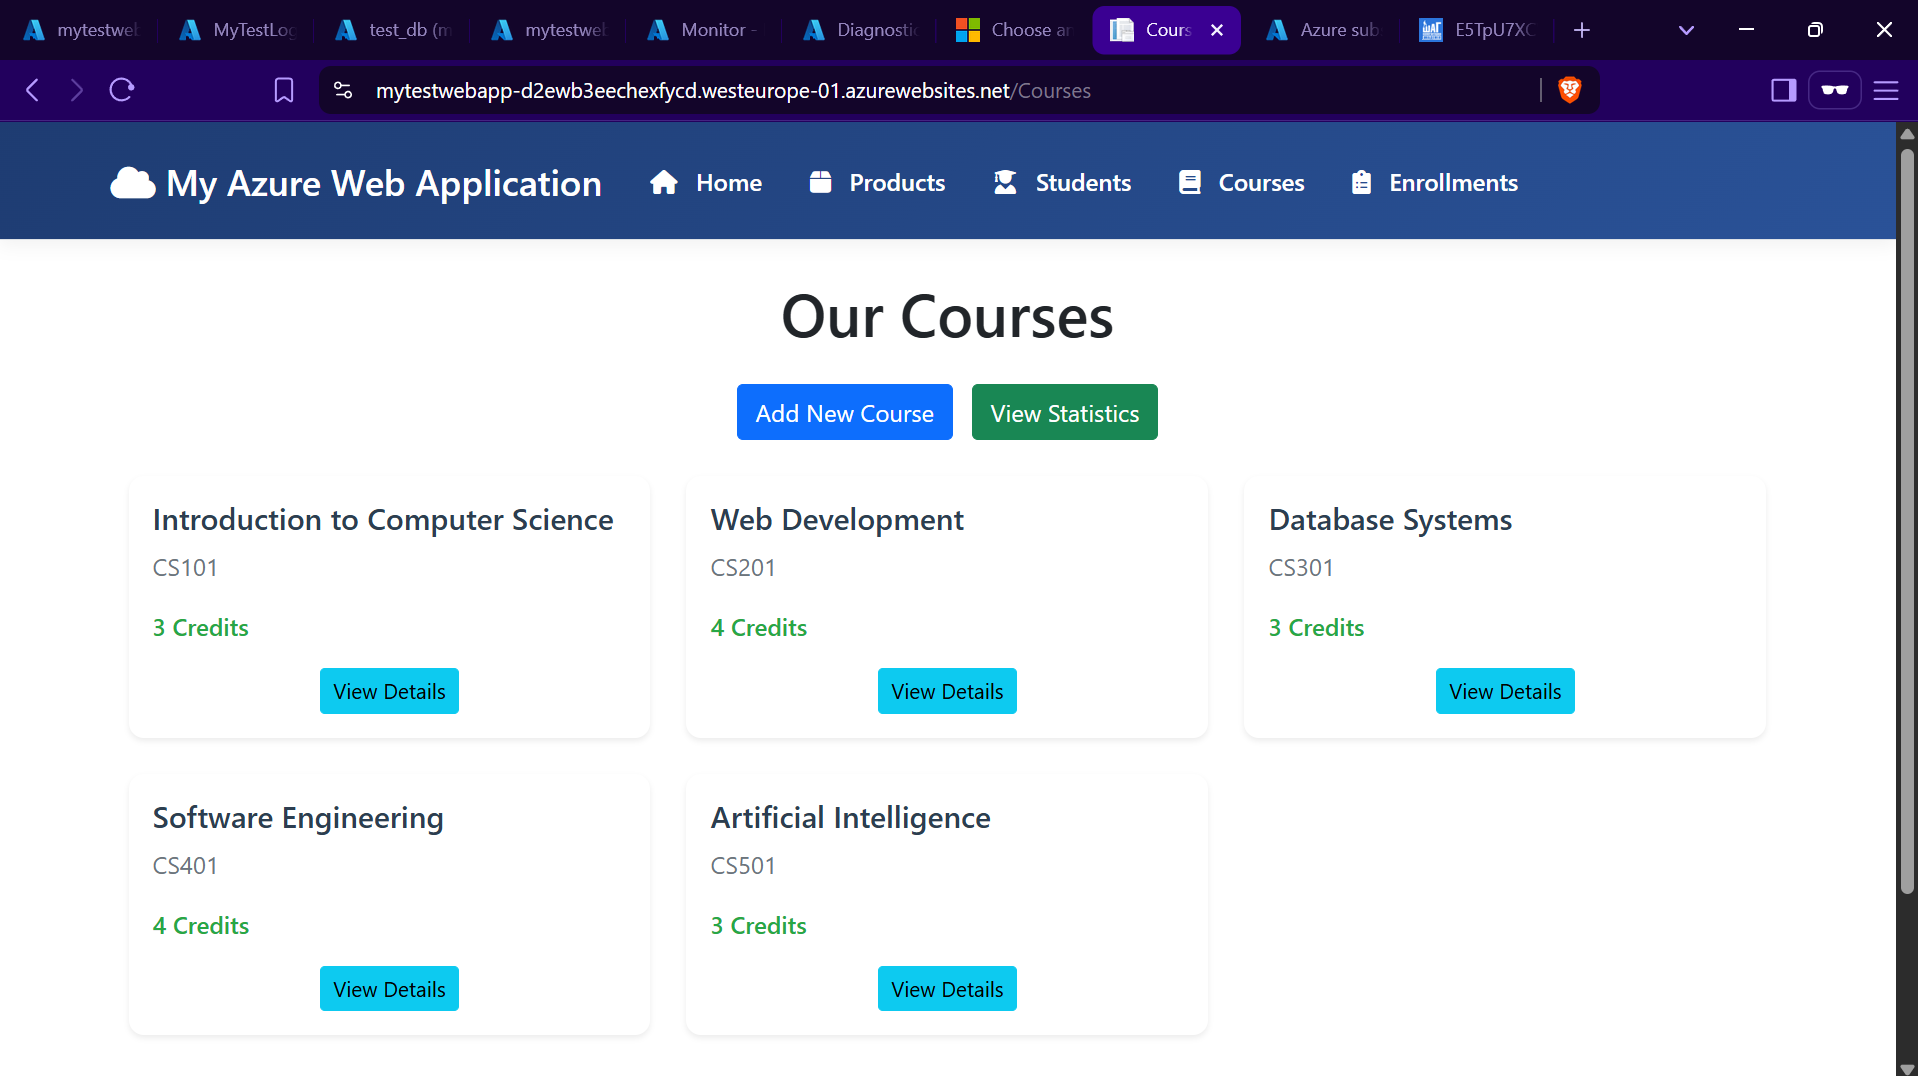 mytestweb
MyTestLog
test_db (m
mytestweb
Monitor -
Diagnostic
Choose an
Cours
Azure sub
E5TpU7XC
mytestwebapp-d2ewb3eechexfycd.westeurope-01.azurewebsites.net/Courses
My Azure Web Application
Home
Products
Students
Courses
Enrollments
Our Courses
Add New Course
View Statistics
Introduction to Computer Science
CS101
3 Credits
View Details
Web Development
CS201
4 Credits
View Details
Database Systems
CS301
3 Credits
View Details
Software Engineering
CS401
4 Credits
View Details
Artificial Intelligence
CS501
3 Credits
View Details